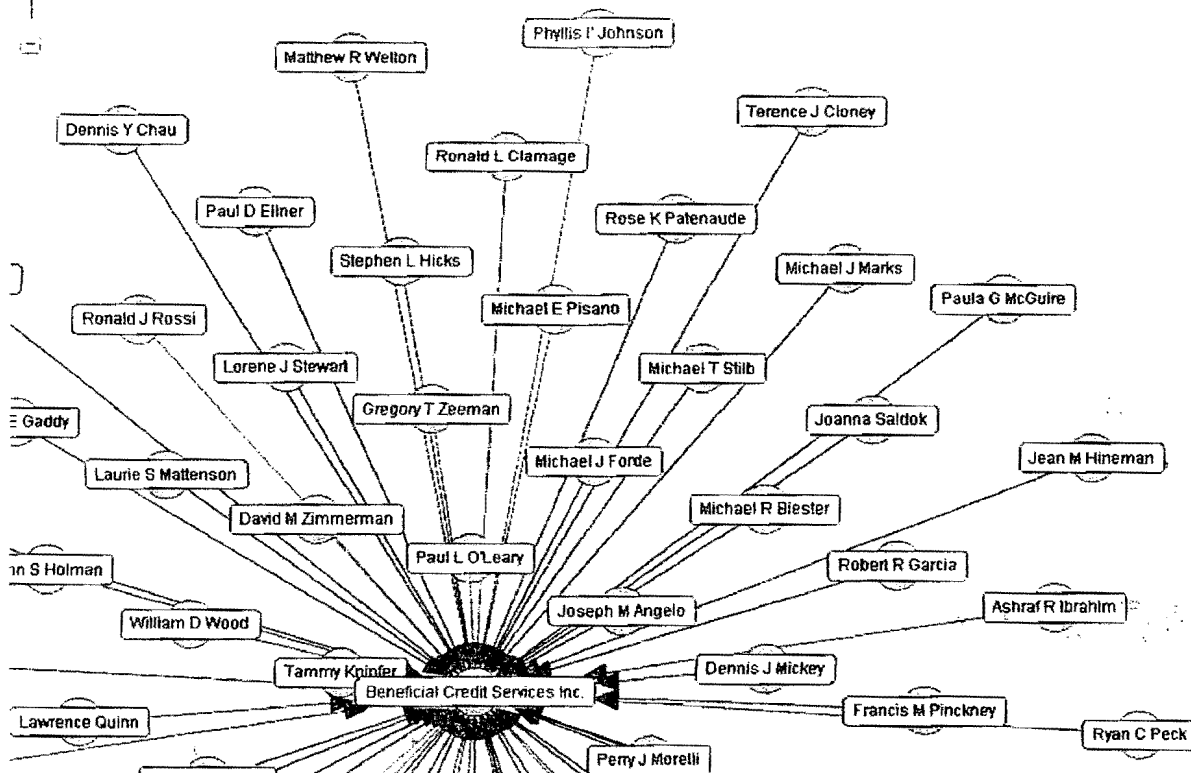 Phyllis P Johnson
Matthew R Welton
Terence J Cloney
Dennis Y Chau
Ronald L Clamage
Paul D Ellner
Rose K Patenaude
Stephen L Hicks
Michael J Marks
Paula G McGuire
Michael E Pisano
Ronald J Rossi
Lorene J Stewart
Michael T Stilb
Gregory T Zeeman
Joanna Saldok
E Gaddy
Jean M Hineman
Michael J Forde
Laurie S Mattenson
Michael R Biester
David M Zimmerman
Paul L O'Leary
Robert R Garcia
nn S Holman
Joseph M Angelo
Ashraf R Ibrahim
William D Wood
Dennis J Mickey
Tammy Knipfer
Beneficial Credit Services Inc.
Francis M Pinckney
Lawrence Quinn
Ryan C Peck
Perry J Morelli